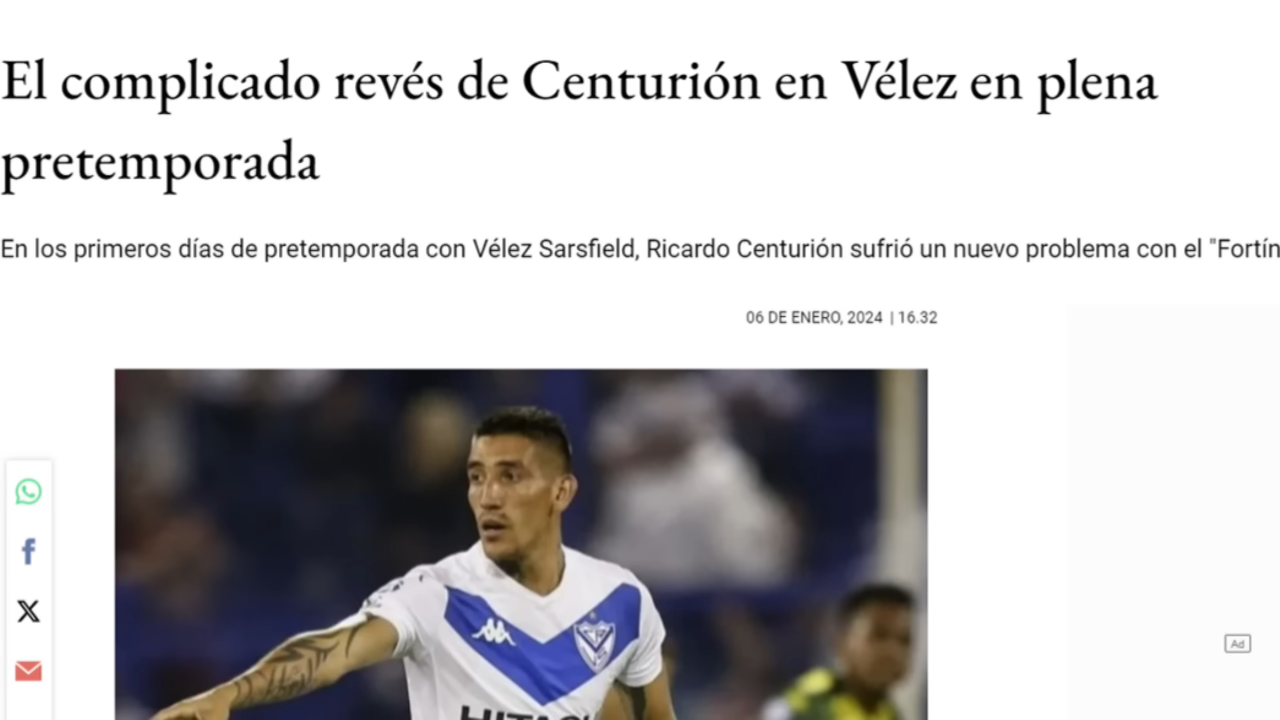 El complicado revés de Centurión en Vélez en plena
pretemporada
En los primeros días de pretemporada con Vélez Sarsfield, Ricardo Centurión sufrió un nuevo problema con el "Fortín
06 DE ENERO, 2024 | 16.32
Ad